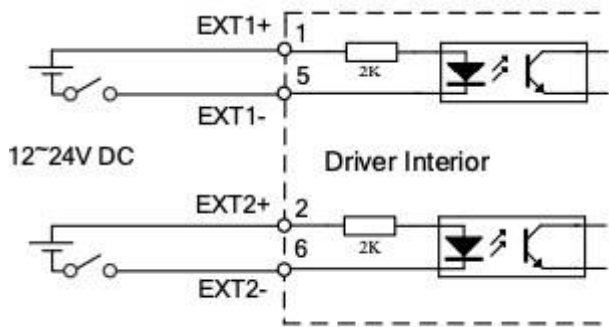 EXT1+
1
2K
5
EXT1-
12~24V DC
Driver Interior
EXT2+
2
2K
6
EXT2-